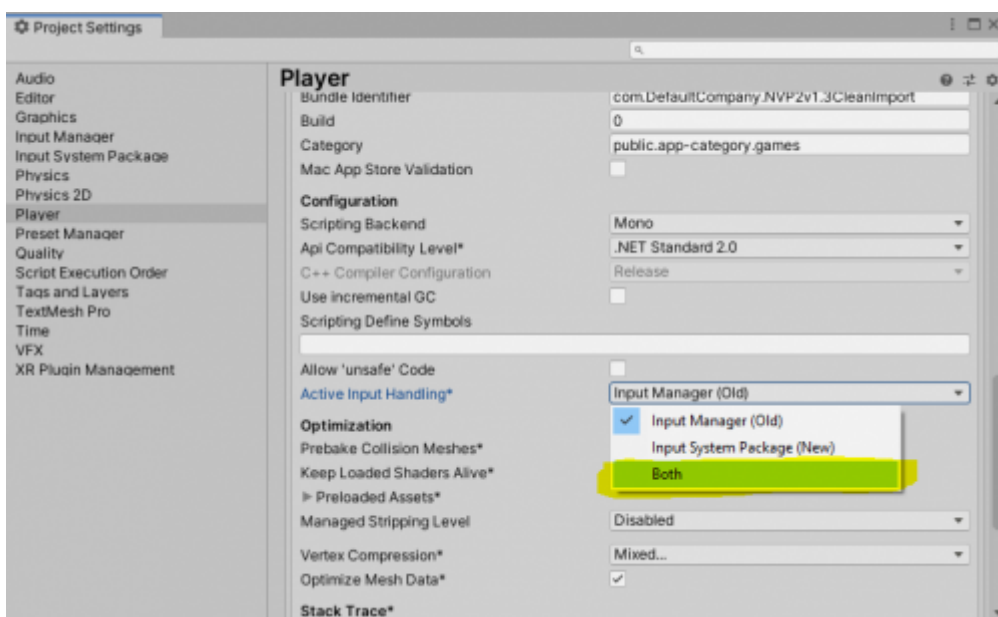 Project Settings
Audio
Editor
Graphics
Input Manager
Input System Package
Physics
Physics 2D
Player
Preset Manager
Quality
Script Execution Order
Tags and Layers
TextMesh Pro
Time
VFX
XR Plugin Management
Player
Bundle Identifier com.DefaultCompany.NVP2v1.3CleanImport
Build 0
Category public.app-category.games
Mac App Store Validation
Configuration
Scripting Backend Mono
Api Compatibility Level* .NET Standard 2.0
C++ Compiler Configuration Release
Use incremental GC
Scripting Define Symbols
Allow 'unsafe' Code
Active Input Handling* Input Manager (Old)
Input Manager (Old)
Input System Package (New)
Both
Optimization
Prebake Collision Meshes*
Keep Loaded Shaders Alive*
Preloaded Assets*
Managed Stripping Level Disabled
Vertex Compression* Mixed...
Optimize Mesh Data*
Stack Trace*